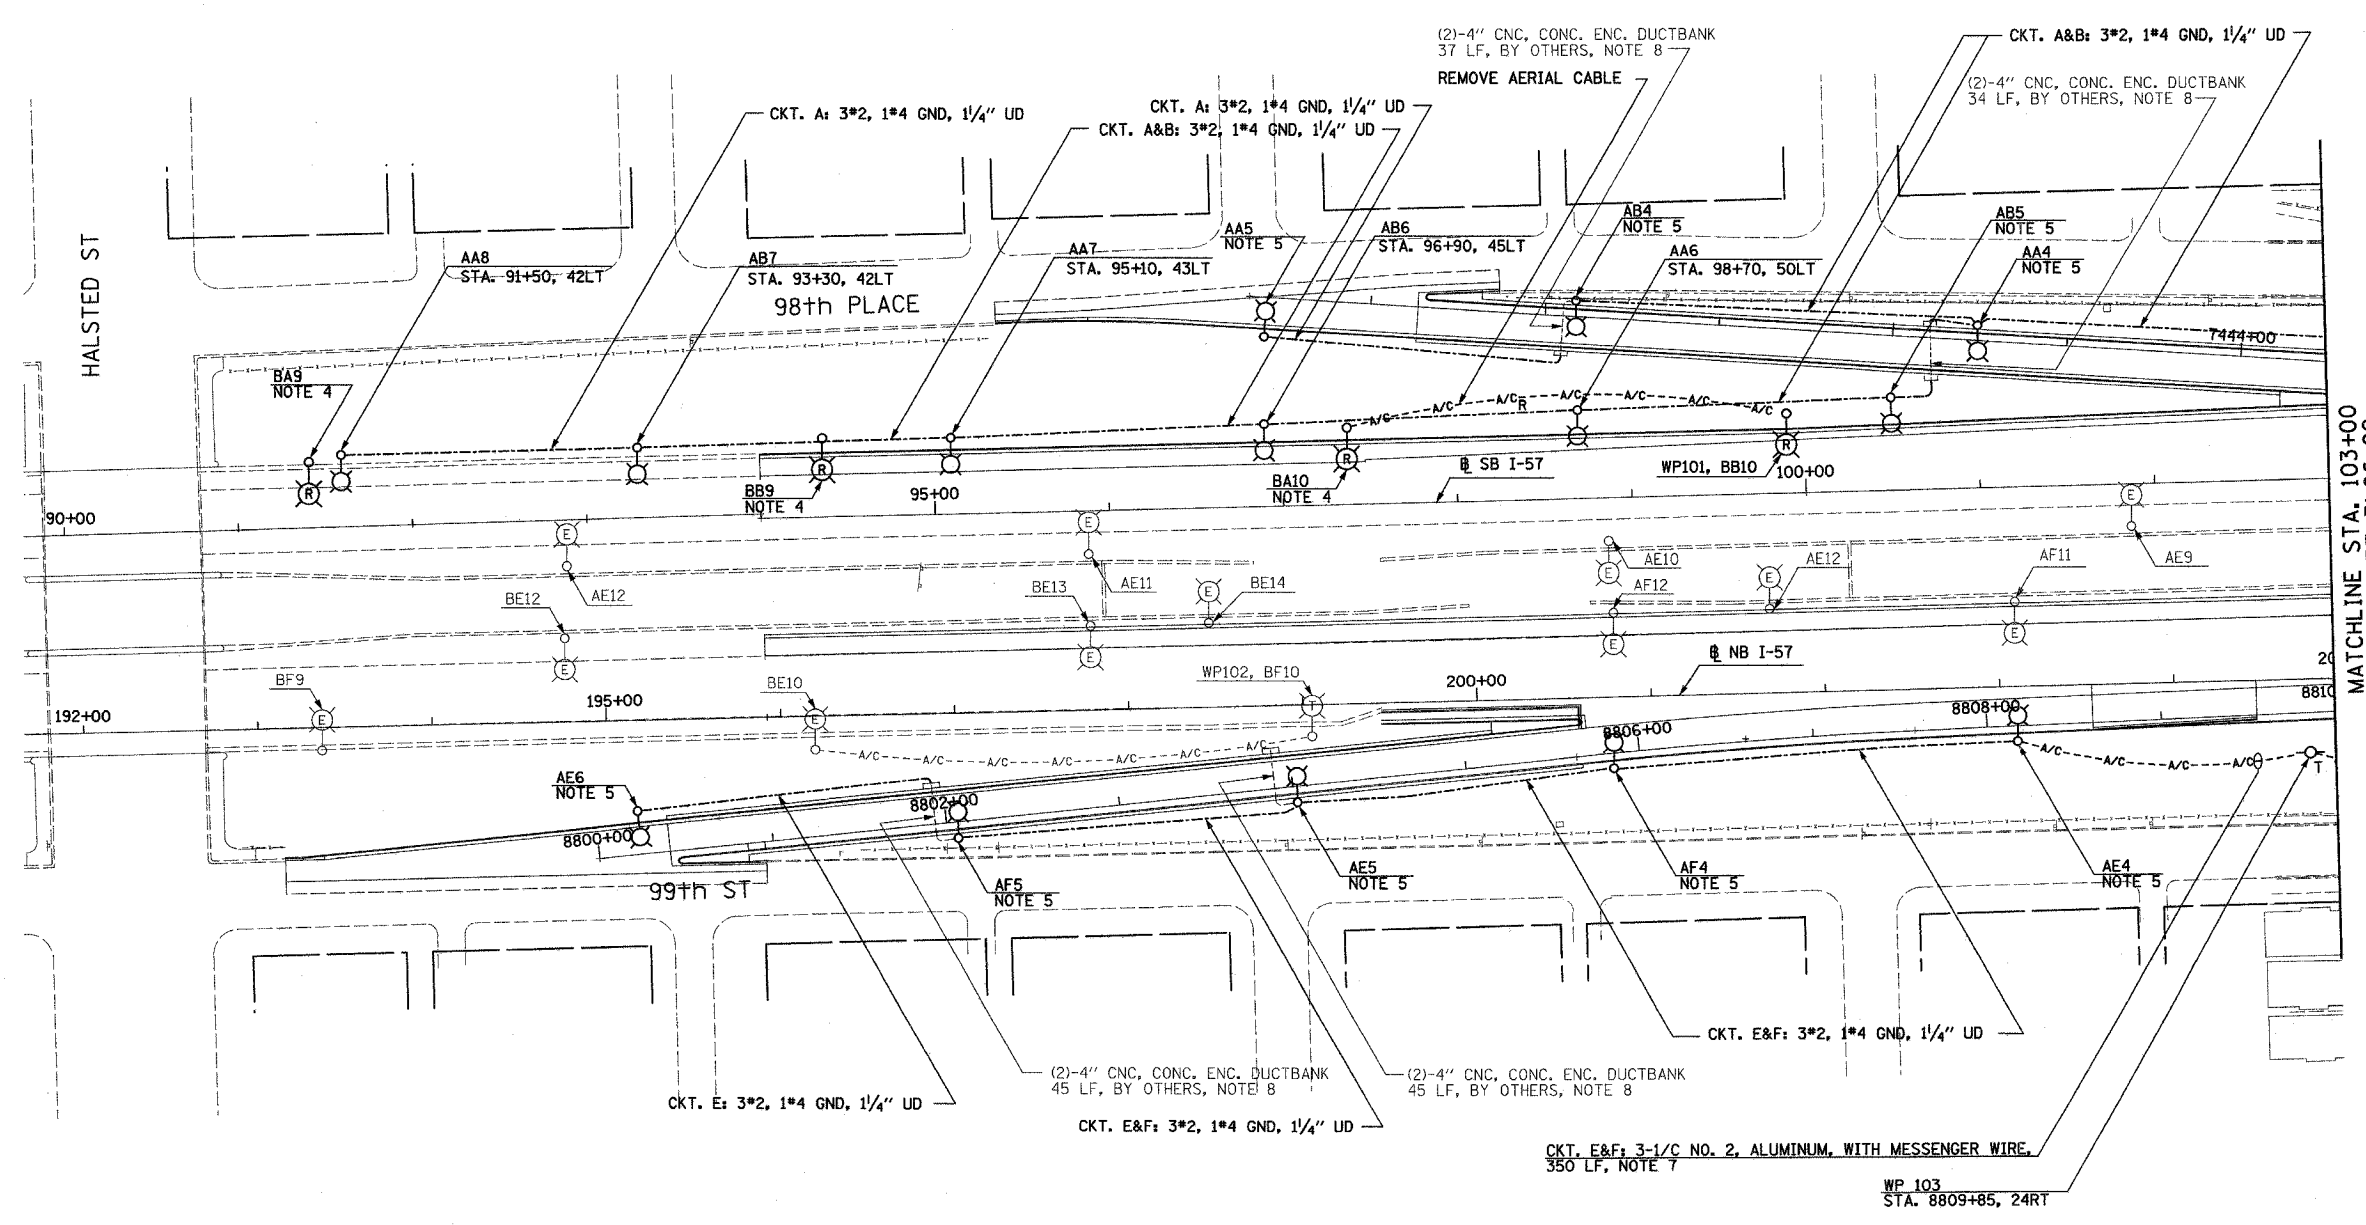 (2)-4" CNC, CONC. ENC. DUCTBANK
37 LF, BY OTHERS, NOTE 8
REMOVE AERIAL CABLE
CKT. A&B: 3#2, 1#4 GND, 1¼" UD
(2)-4" CNC, CONC. ENC. DUCTBANK
34 LF, BY OTHERS, NOTE 8
CKT. A: 3#2, 1#4 GND, 1¼" UD
CKT. A: 3#2, 1#4 GND, 1¼" UD
CKT. A&B: 3#2, 1#4 GND, 1¼" UD
HALSTED ST
AA8
STA. 91+50, 42LT
AB7
STA. 93+30, 42LT
AA7
STA. 95+10, 43LT
AA5
NOTE 5
AB6
STA. 96+90, 45LT
AB4
NOTE 5
AA6
STA. 98+70, 50LT
AB5
NOTE 5
AA4
NOTE 5
98th PLACE
7444+00
BA9
NOTE 4
A/C
A/C
A/C
R
A/C
A/C
A/C
A/C
R
R
R
R
BB9
NOTE 4
95+00
BA10
NOTE 4
B SB I-57
WP101, BB10
100+00
90+00
MATCHLINE STA. 103+00
E
E
E
AE12
AE11
AE10
E
E
AE12
AF11
AE9
BE12
BE13
E
BE14
AF12
E
E
E
E
B NB I-57
BF9
BE10
WP102, BF10
200+00
20
192+00
195+00
E
E
T
8808+00
8810
8806+00
A/C
A/C
A/C
A/C
A/C
A/C
A/C
A/C
A/C
A/C
A/C
T
AE6
NOTE 5
8802+00
8800+00
99th ST
AF5
NOTE 5
AE5
NOTE 5
AF4
NOTE 5
AE4
NOTE 5
CKT. E&F: 3#2, 1#4 GND, 1¼" UD
(2)-4" CNC, CONC. ENC. DUCTBANK
45 LF, BY OTHERS, NOTE 8
(2)-4" CNC, CONC. ENC. DUCTBANK
45 LF, BY OTHERS, NOTE 8
CKT. E: 3#2, 1#4 GND, 1¼" UD
CKT. E&F: 3#2, 1#4 GND, 1¼" UD
CKT. E&F: 3-1/C NO. 2, ALUMINUM, WITH MESSENGER WIRE,
350 LF, NOTE 7
WP 103
STA. 8809+85, 24RT